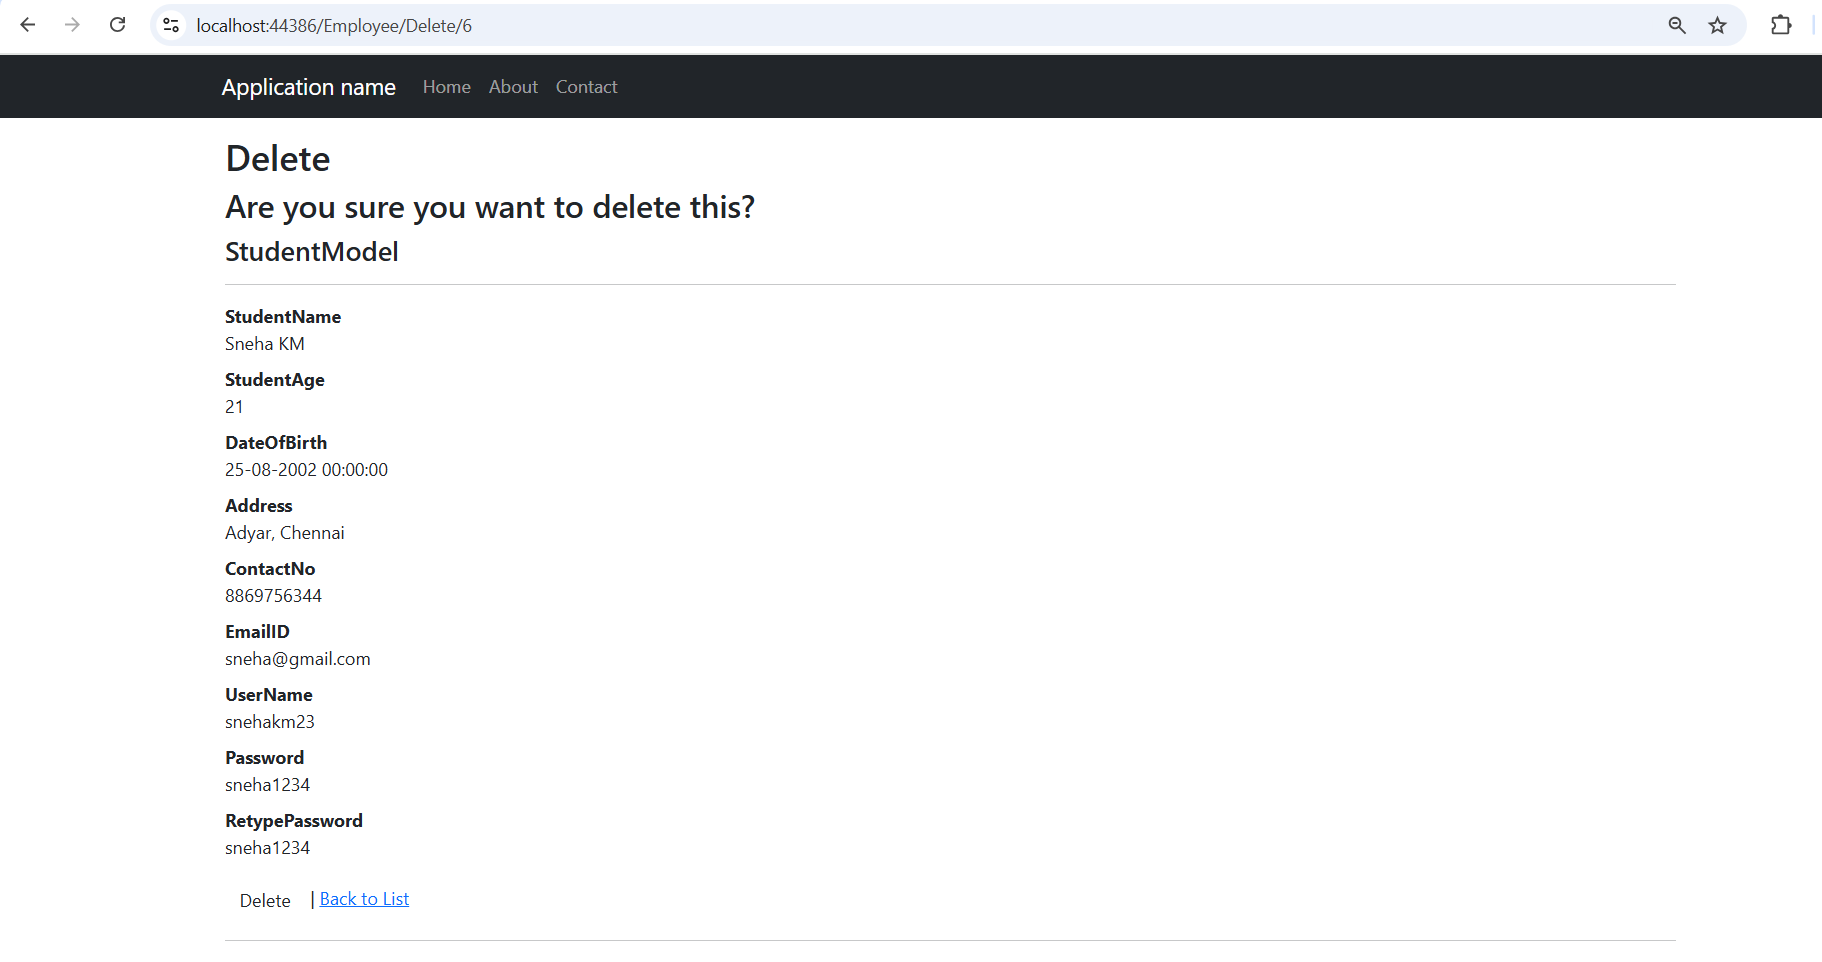 localhost:44386/Employee/Delete/6
Application name Home About Contact
Delete
Are you sure you want to delete this?
StudentModel
StudentName
Sneha KM
StudentAge
21
DateOfBirth
25-08-2002 00:00:00
Address
Adyar, Chennai
ContactNo
8869756344
EmailID
sneha@gmail.com
UserName
snehakm23
Password
sneha1234
RetypePassword
sneha1234
Delete | Back to List